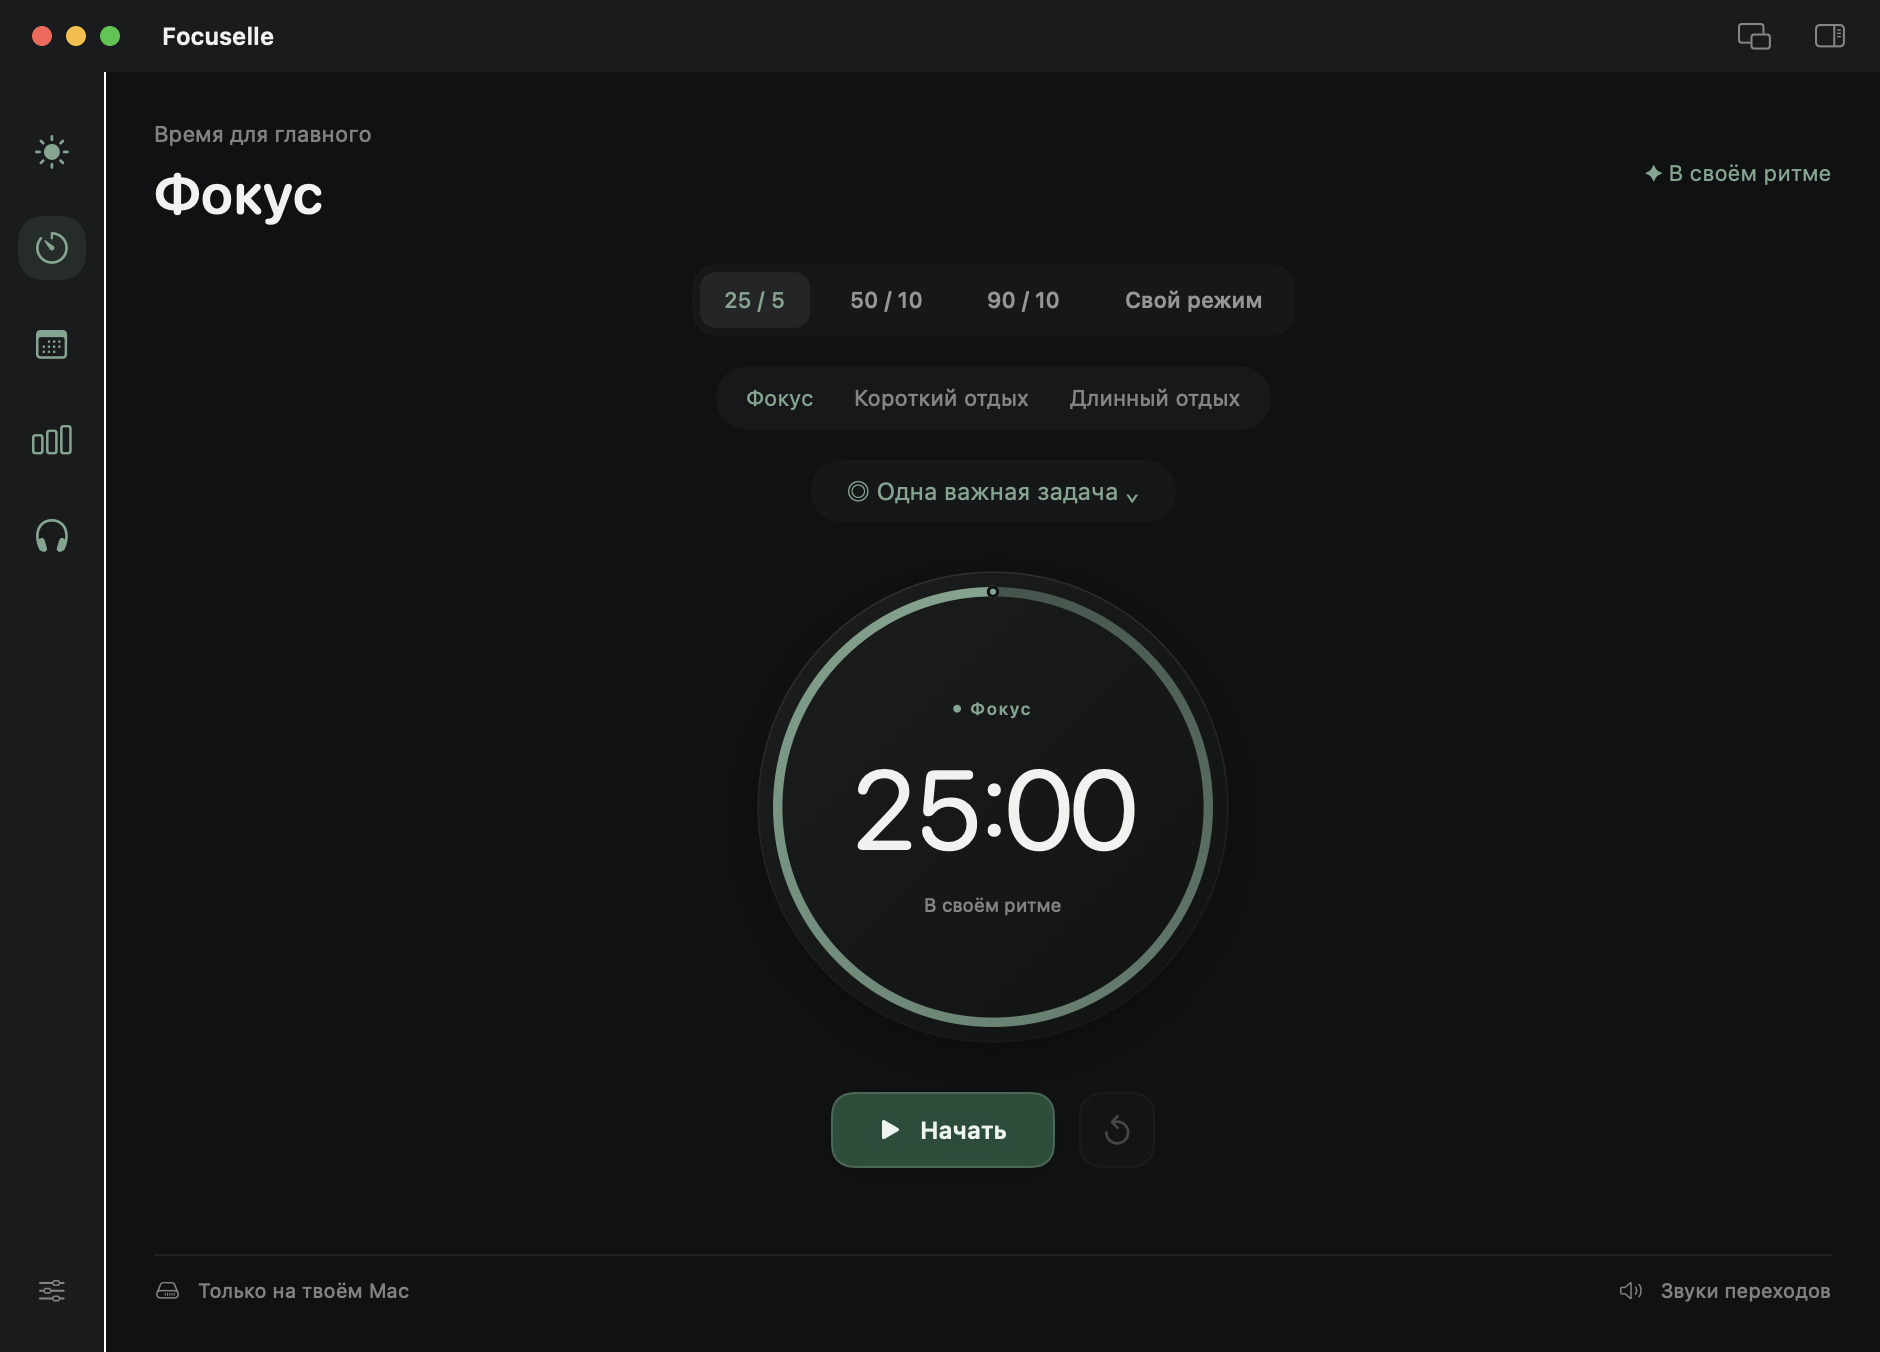 Focuselle
Время для главного
Фокус
В своём ритме
25 / 5 50 / 10 90 / 10 Свой режим
Фокус Короткий отдых Длинный отдых
Одна важная задача
Фокус
25:00
В своём ритме
Начать
Только на твоём Mac
Звуки переходов